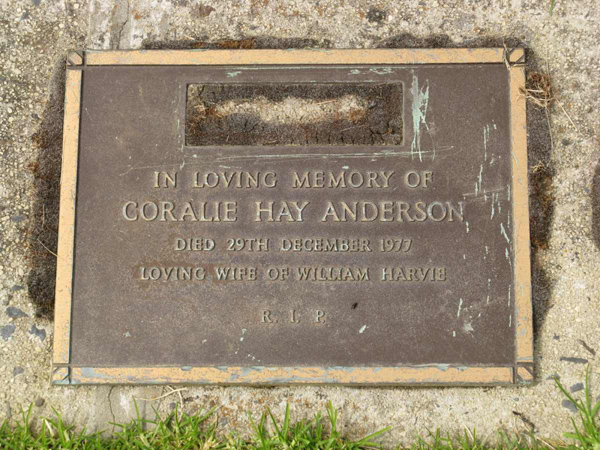 IN LOVING MEMORY OF
CORALIE HAY ANDERSON
DIED 29TH DECEMBER 1977
LOVING WIFE OF WILLIAM HARVIE
R. I. P.